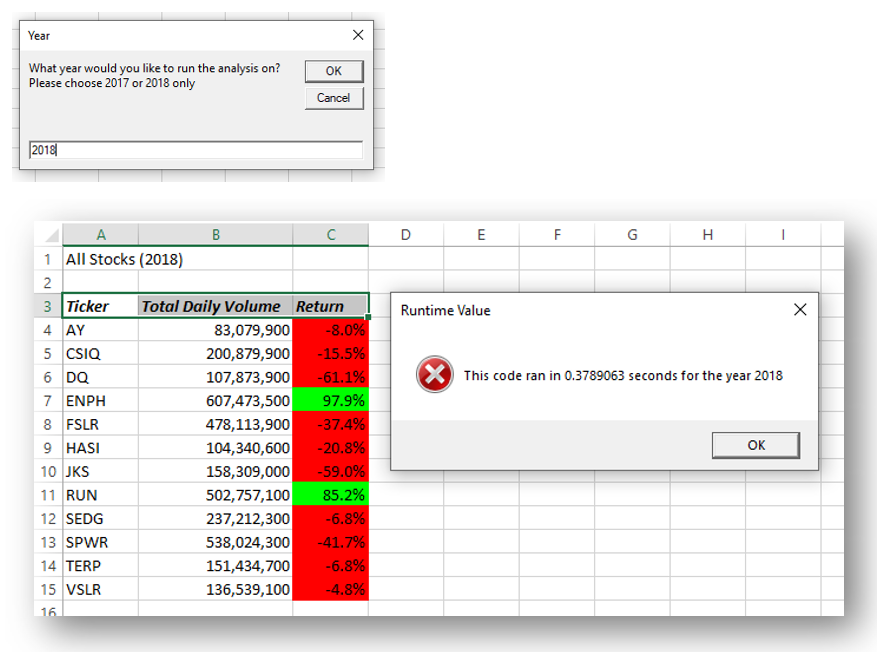 Year
What year would you like to run the analysis on?
Please choose 2017 or 2018 only
OK
Cancel
2018
A B C D E F G H I
1 All Stocks (2018)
2
3 Ticker Total Daily Volume Return
4 AY 83,079,900 -8.0%
5 CSIQ 200,879,900 -15.5%
6 DQ 107,873,900 -61.1%
7 ENPH 607,473,500 97.9%
8 FSLR 478,113,900 -37.4%
9 HASI 104,340,600 -20.8%
10 JKS 158,309,000 -59.0%
11 RUN 502,757,100 85.2%
12 SEDG 237,212,300 -6.8%
13 SPWR 538,024,300 -41.7%
14 TERP 151,434,700 -6.8%
15 VSLR 136,539,100 -4.8%
16
Runtime Value
This code ran in 0.3789063 seconds for the year 2018
OK